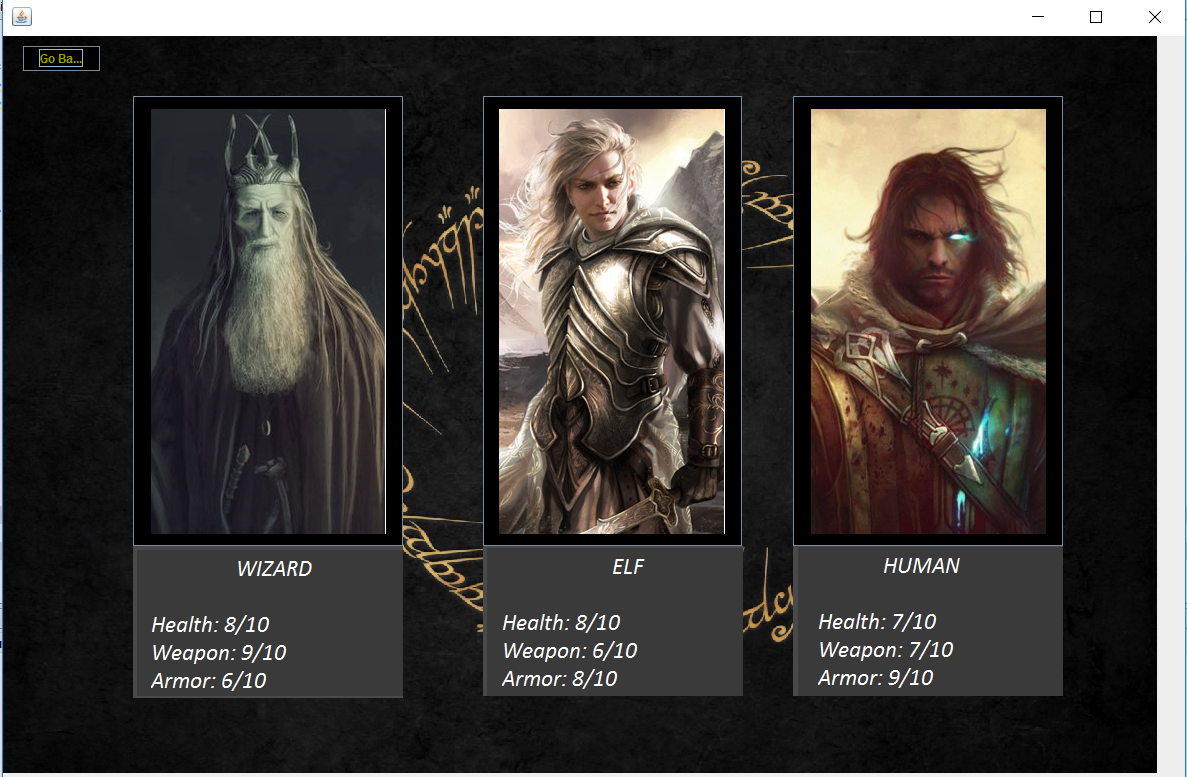 Go Ba...
WIZARD
Health: 8/10
Weapon: 9/10
Armor: 6/10
ELF
Health: 8/10
Weapon: 6/10
Armor: 8/10
HUMAN
Health: 7/10
Weapon: 7/10
Armor: 9/10